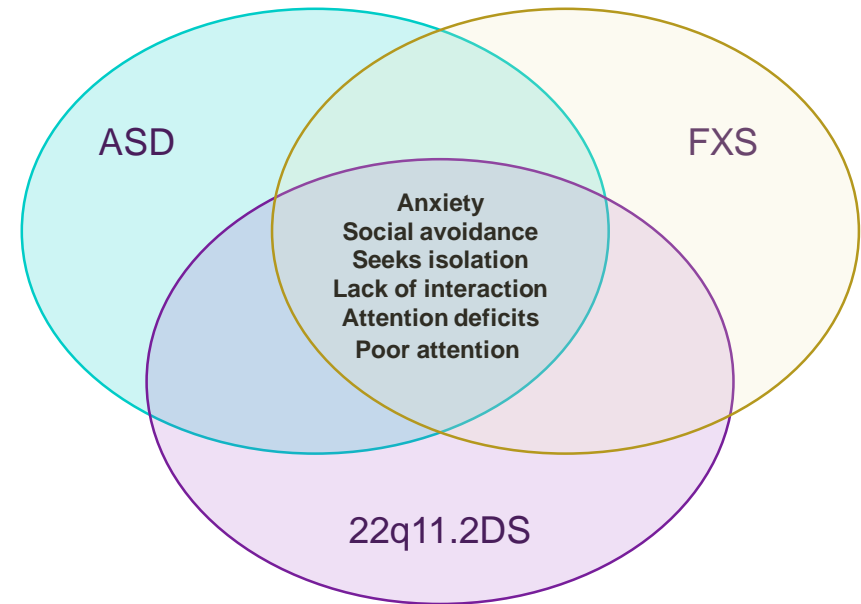 ASD
FXS
Anxiety
Social avoidance
Seeks isolation
Lack of interaction
Attention deficits
Poor attention
22q11.2DS